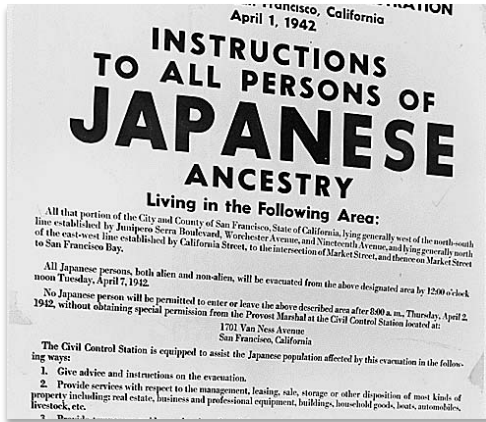 Francisco, California
April 1, 1942
INSTRUCTIONS
TO ALL PERSONS OF
JAPANESE
ANCESTRY
Living in the Following Area:
All that portion of the City and County of San Francisco, State of California, lying generally west of the north-south
line established by Junipero Serra Boulevard, Worchester Avenue, and Nineteenth Avenue, and lying generally north
of the east-west line established by California Street, to the intersection of Market Street, and thence on Market Street
to San Francisco Bay.
All Japanese persons, both alien and non-alien, will be evacuated from the above designated area by 12:00 o'clock
noon Tuesday, April 7, 1942.
No Japanese person will be permitted to enter or leave the above described area after 8:00 a. m., Thursday, April 2,
1942, without obtaining special permission from the Provost Marshal at the Civil Control Station located at:
1701 Van Ness Avenue
San Francisco, California
The Civil Control Station is equipped to assist the Japanese population affected by this evacuation in the follow-
ing ways:
1. Give advice and instructions on the evacuation.
2. Provide services with respect to the management, leasing, sale, storage or other disposition of most kinds of
property including: real estate, business and professional equipment, buildings, household goods, boats, automobiles,
livestock, etc.